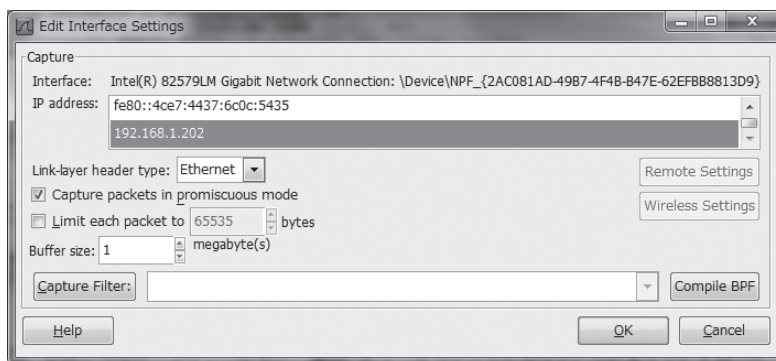 Edit Interface Settings
Capture
Interface: Intel(R) 82579LM Gigabit Network Connection: \Device\NPF_{2AC081AD-49B7-4F4B-B47E-62EFBB8813D9}
IP address: fe80::4ce7:4437:6c0c:5435
192.168.1.202
Link-layer header type: Ethernet
Remote Settings
Capture packets in promiscuous mode
Wireless Settings
Limit each packet to 65535 bytes
Buffer size: 1 megabyte(s)
Capture Filter: Compile BPF
Help OK Cancel